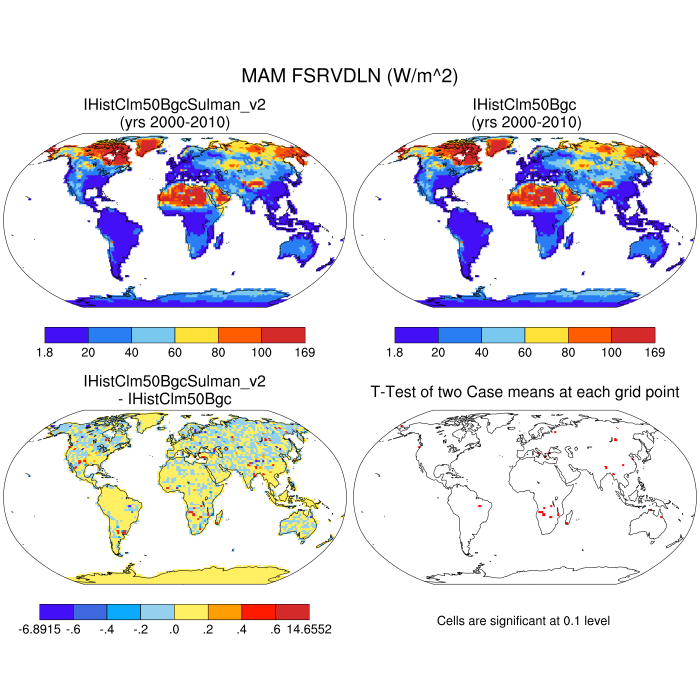 MAM FSRVDLN (W/m^2)
IHistClm50BgcSulman_v2
(yrs 2000-2010)
IHistClm50Bgc
(yrs 2000-2010)
1.8 20 40 60 80 100 169
1.8 20 40 60 80 100 169
IHistClm50BgcSulman_v2
- IHistClm50Bgc
T-Test of two Case means at each grid point
-6.8915 -.6 -.4 -.2 .0 .2 .4 .6 14.6552
Cells are significant at 0.1 level